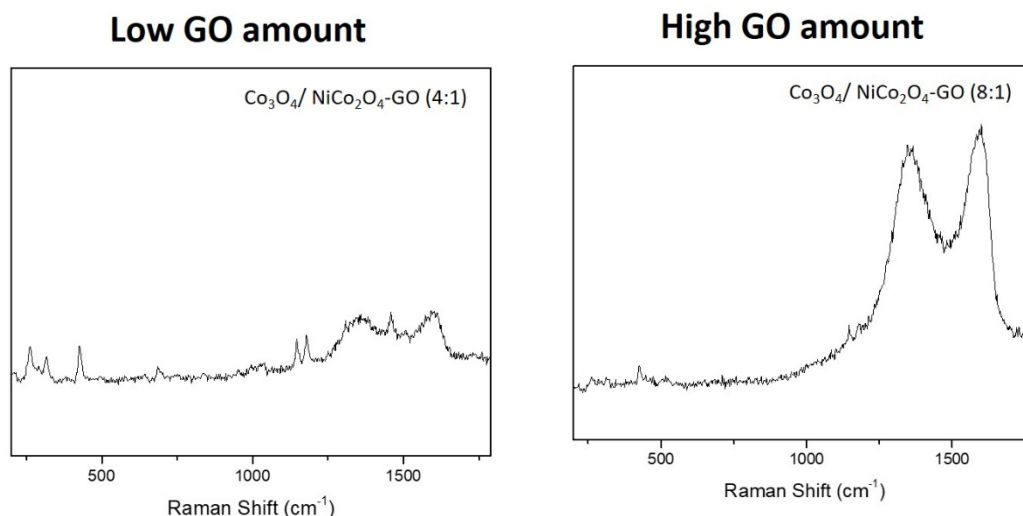 Low GO amount
Co₃O₄/ NiCo₂O₄-GO (4:1)
500
1000
1500
Raman Shift (cm⁻¹)
High GO amount
Co₃O₄/ NiCo₂O₄-GO (8:1)
500
1000
1500
Raman Shift (cm⁻¹)